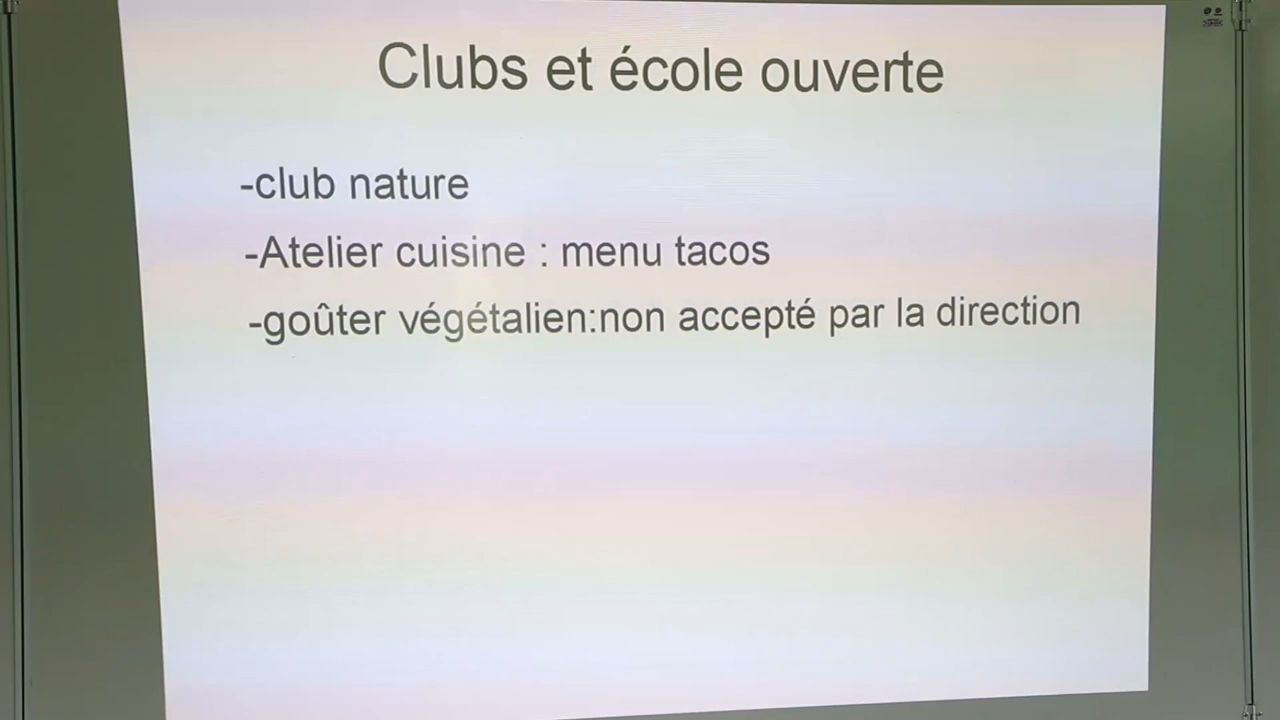 Clubs et école ouverte
-club nature
-Atelier cuisine : menu tacos
-goûter végétalien:non accepté par la direction